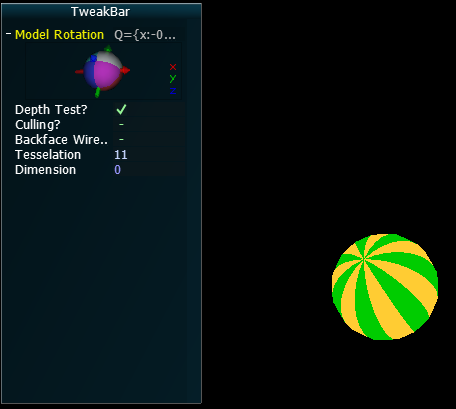 TweakBar
Model Rotation Q={x:-0...
x
y
Depth Test?
Culling? -
Backface Wire.. -
Tesselation 11
Dimension 0